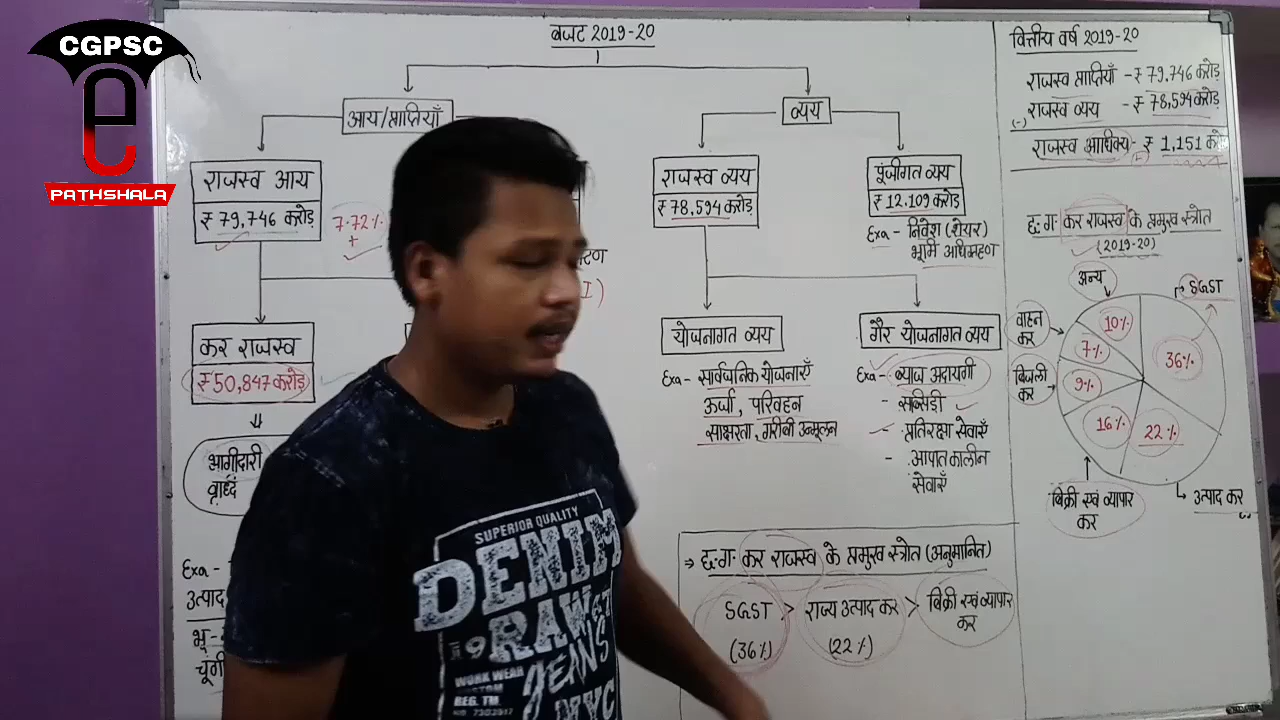 CGPSC
e
PATHSHALA
बजट 2019-20
आय/प्राप्तियाँ
व्यय
राजस्व आय
₹ 79,746 करोड़
7.72%
+
राजस्व व्यय
₹ 78,594 करोड़
पूंजीगत व्यय
₹ 12,109 करोड़
Exa - निवेश (शेयर)
भूमि अधिग्रहण
कर राजस्व
₹ 50,847 करोड़
भागीदारी
Exa -
उत्पाद
भू-
चूंगी
योजनागत व्यय
Exa - सार्वजनिक योजनाएँ
ऊर्जा, परिवहन
साक्षरता, गरीबी उन्मूलन
गैर योजनागत व्यय
Exa - ब्याज अदायगी
- सब्सिडी
- प्रतिरक्षा सेवाएँ
- आपातकालीन
सेवाएँ
⇒ छ.ग. कर राजस्व के प्रमुख स्त्रोत (अनुमानित)
SGST > राज्य उत्पाद कर > बिक्री एवं व्यापार
कर
(36%) (22%)
वित्तीय वर्ष 2019-20
राजस्व प्राप्तियाँ - ₹ 79,746 करोड़
राजस्व व्यय - ₹ 78,594 करोड़
(-)
राजस्व आधिक्य - ₹ 1,151 करोड़
छ.ग. कर राजस्व के प्रमुख स्त्रोत
(2019-20)
अन्य
SGST
वाहन
कर
बिजली
कर
10%
7%
36%
9%
16%
22%
बिक्री एवं व्यापार
कर
उत्पाद कर
SUPERIOR QUALITY
DENIM
RAW
JEANS
WORK WEAR
REG. TM
NYC